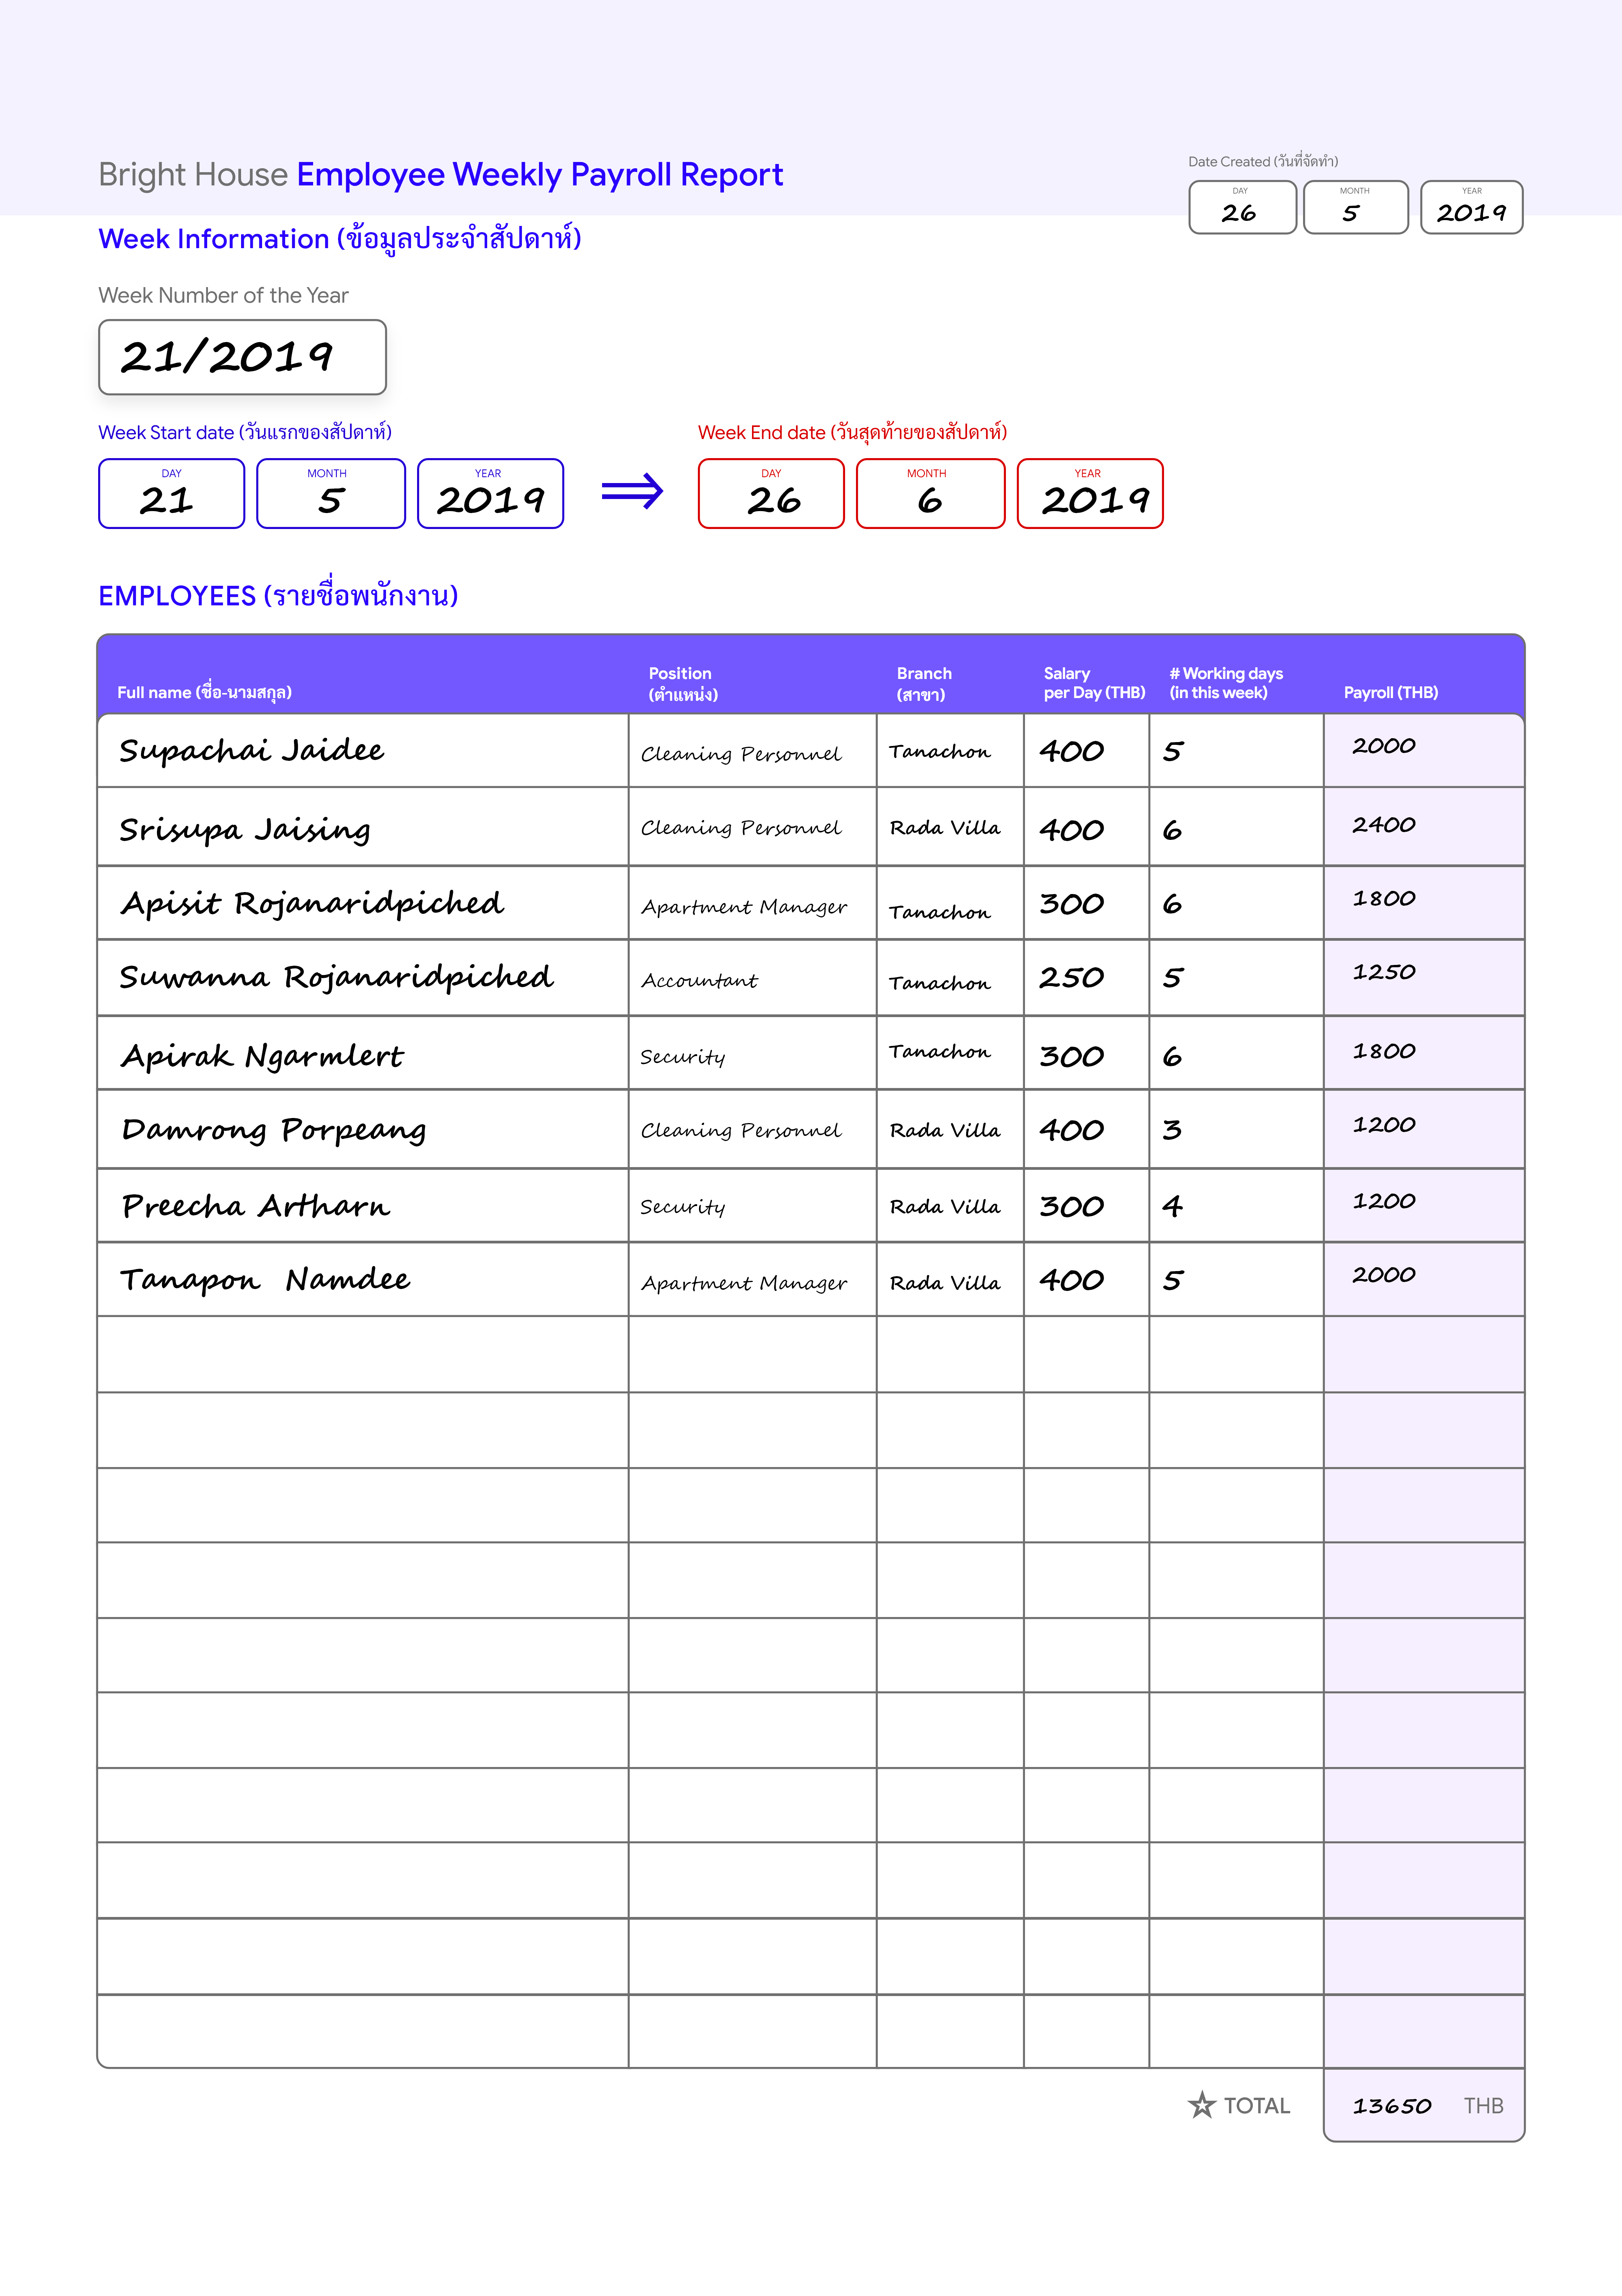 Bright House Employee Weekly Payroll Report
Date Created (วันที่จัดทำ)
DAY MONTH YEAR
26 5 2019
Week Information (ข้อมูลประจำสัปดาห์)
Week Number of the Year
21/2019
Week Start date (วันแรกของสัปดาห์) Week End date (วันสุดท้ายของสัปดาห์)
DAY MONTH YEAR DAY MONTH YEAR
21 5 2019 ⇒ 26 6 2019
EMPLOYEES (รายชื่อพนักงาน)
Full name (ชื่อ-นามสกุล) Position (ตำแหน่ง) Branch (สาขา) Salary per Day (THB) # Working days (in this week) Payroll (THB)
Supachai Jaidee Cleaning Personnel Tanachon 400 5 2000
Srisupa Jaising Cleaning Personnel Rada Villa 400 6 2400
Apisit Rojanaridpiched Apartment Manager Tanachon 300 6 1800
Suwanna Rojanaridpiched Accountant Tanachon 250 5 1250
Apirak Ngarmlert Security Tanachon 300 6 1800
Damrong Porpeang Cleaning Personnel Rada Villa 400 3 1200
Preecha Artharn Security Rada Villa 300 4 1200
Tanapon Namdee Apartment Manager Rada Villa 400 5 2000
TOTAL 13650 THB